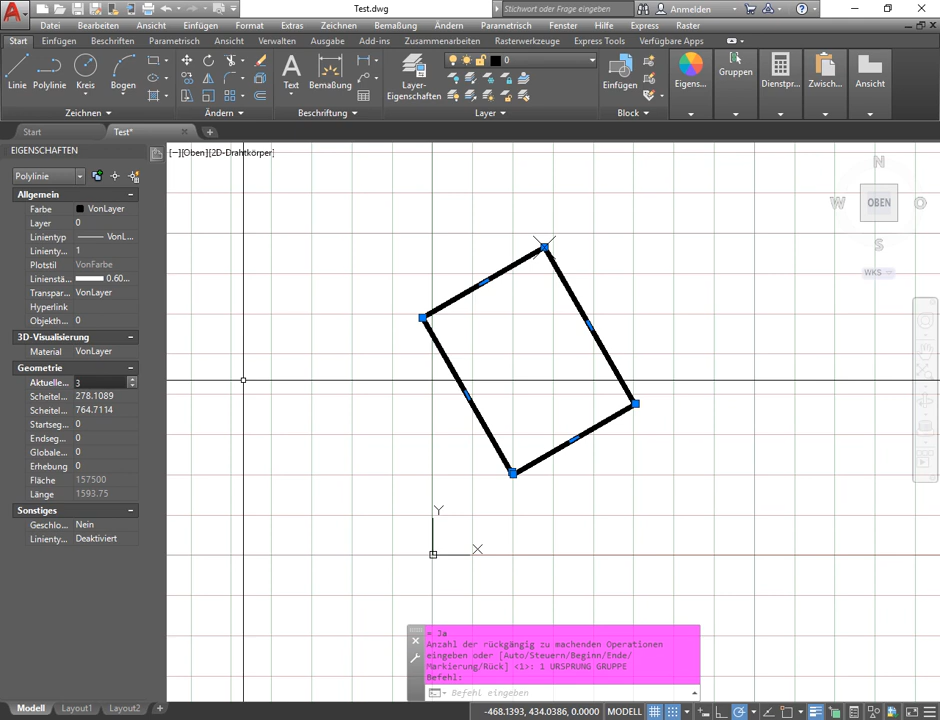 Test.dwg
Stichwort oder Frage eingeben
Anmelden
Datei Bearbeiten Ansicht Einfügen Format Extras Zeichnen Bemaßung Ändern Parametrisch Fenster Hilfe Express Raster
Start Einfügen Beschriften Parametrisch Ansicht Verwalten Ausgabe Add-ins Zusammenarbeiten Rasterwerkzeuge Express Tools Verfügbare Apps
Linie Polylinie Kreis Bogen
Text Bemaßung
Layer-
Eigenschaften
0
Einfügen Eigens... Gruppen Dienstpr... Zwisch... Ansicht
Zeichnen Ändern Beschriftung Layer Block
Start Test*
EIGENSCHAFTEN
[−][Oben][2D-Drahtkörper]
Polylinie
Allgemein
Farbe VonLayer
Layer 0
Linientyp VonL...
Linienty... 1
Plotstil VonFarbe
Linienstä... 0.60...
Transpar... VonLayer
Hyperlink
Objekth... 0
3D-Visualisierung
Material VonLayer
Geometrie
Aktuelle... 3
Scheitel... 278.1089
Scheitel... 764.7114
Startseg... 0
Endseg... 0
Globale... 0
Erhebung 0
Fläche 157500
Länge 1593.75
Sonstiges
Geschlo... Nein
Linienty... Deaktiviert
N
W OBEN O
S
WKS
Y
X
= Ja
Anzahl der rückgängig zu machenden Operationen
eingeben oder [Auto/Steuern/Beginn/Ende/
Markierung/Rück] <1>: 1 URSPRUNG GRUPPE
Befehl:
Befehl eingeben
Modell Layout1 Layout2 +
-468.1393, 434.0386, 0.0000 MODELL